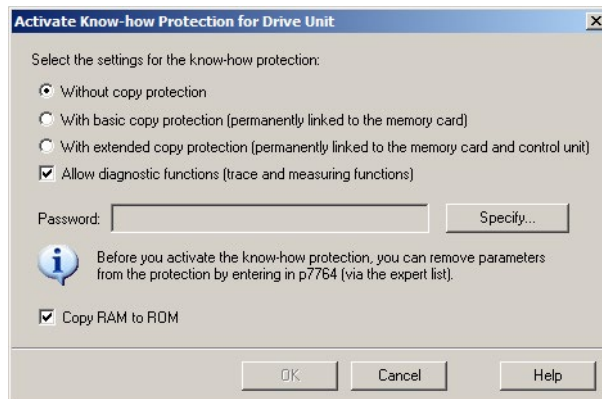 Activate Know-how Protection for Drive Unit
Select the settings for the know-how protection:
Without copy protection
With basic copy protection (permanently linked to the memory card)
With extended copy protection (permanently linked to the memory card and control unit)
Allow diagnostic functions (trace and measuring functions)
Password:
Specify...
Before you activate the know-how protection, you can remove parameters
from the protection by entering in p7764 (via the expert list).
Copy RAM to ROM
OK
Cancel
Help